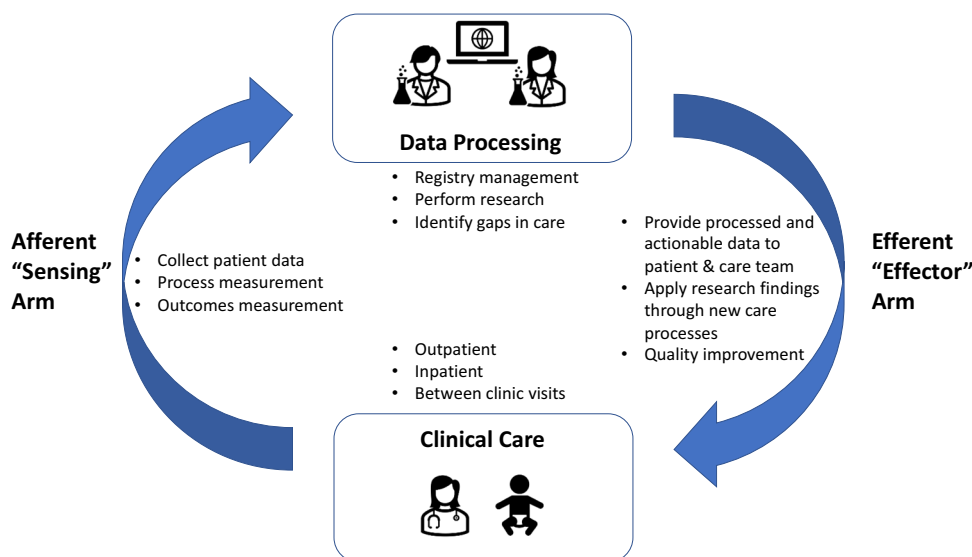 Data Processing
• Registry management
• Perform research
• Identify gaps in care
Afferent
“Sensing”
Arm
• Collect patient data
• Process measurement
• Outcomes measurement
• Provide processed and
actionable data to
patient & care team
• Apply research findings
through new care
processes
• Quality improvement
Efferent
“Effector”
Arm
• Outpatient
• Inpatient
• Between clinic visits
Clinical Care